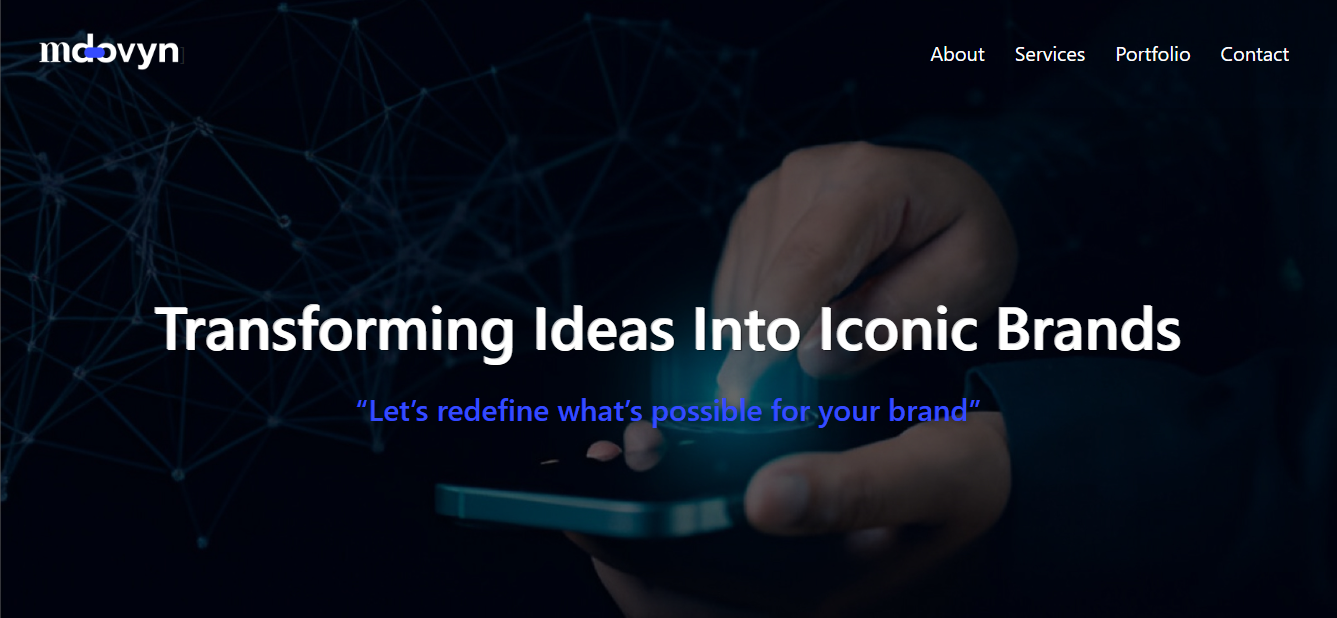 mdovyn
About Services Portfolio Contact
Transforming Ideas Into Iconic Brands
“Let’s redefine what’s possible for your brand”